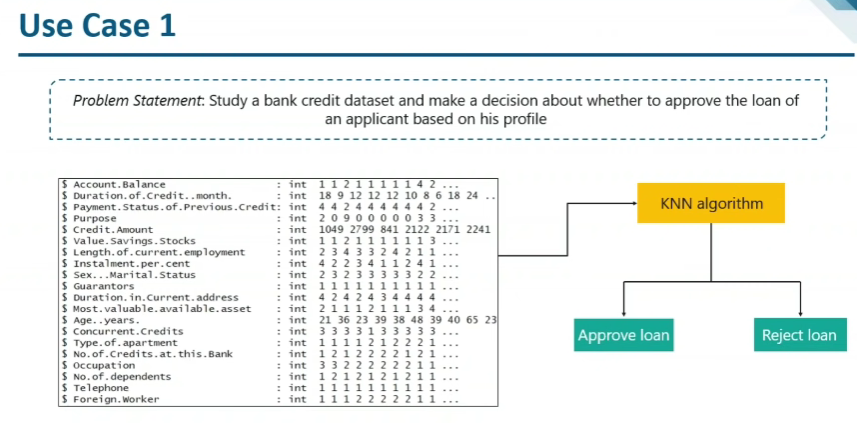 Use Case 1
Problem Statement: Study a bank credit dataset and make a decision about whether to approve the loan of
an applicant based on his profile
$ Account.Balance : int 1 1 2 1 1 1 1 1 4 2 ...
$ Duration.of.Credit..month. : int 18 9 12 12 12 10 8 6 18 24 ..
$ Payment.Status.of.Previous.Credit: int 4 4 2 4 4 4 4 4 4 2 ...
$ Purpose : int 2 0 9 0 0 0 0 0 3 3 ...
$ Credit.Amount : int 1049 2799 841 2122 2171 2241
$ Value.Savings.Stocks : int 1 1 2 1 1 1 1 1 1 3 ...
$ Length.of.current.employment : int 2 3 4 3 3 2 4 2 1 1 ...
$ Instalment.per.cent : int 4 2 2 3 4 1 1 2 4 1 ...
$ Sex...Marital.Status : int 2 3 2 3 3 3 3 3 2 2 ...
$ Guarantors : int 1 1 1 1 1 1 1 1 1 1 ...
$ Duration.in.Current.address : int 4 2 4 2 4 3 4 4 4 4 ...
$ Most.valuable.available.asset : int 2 1 1 1 2 1 1 1 3 4 ...
$ Age..years. : int 21 36 23 39 38 48 39 40 65 23
$ Concurrent.Credits : int 3 3 3 3 1 3 3 3 3 3 ...
$ Type.of.apartment : int 1 1 1 1 2 1 2 2 2 1 ...
$ No.of.Credits.at.this.Bank : int 1 2 1 2 2 2 2 1 2 1 ...
$ Occupation : int 3 3 2 2 2 2 2 2 1 1 ...
$ No.of.dependents : int 1 2 1 2 1 2 1 2 1 1 ...
$ Telephone : int 1 1 1 1 1 1 1 1 1 1 ...
$ Foreign.Worker : int 1 1 1 2 2 2 2 2 1 1 ...
KNN algorithm
Approve loan
Reject loan